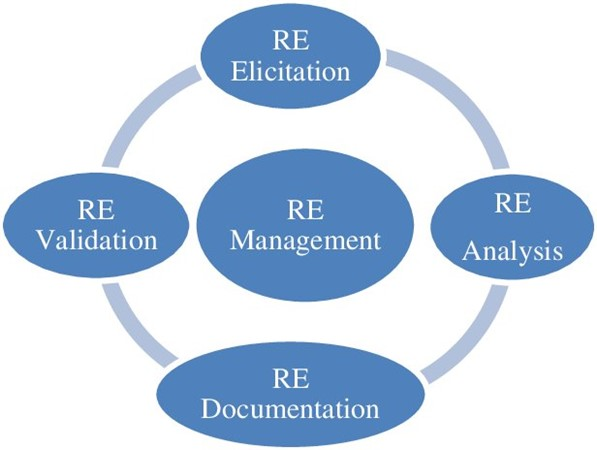 RE
Elicitation
RE
Validation
RE
Management
RE
Analysis
RE
Documentation